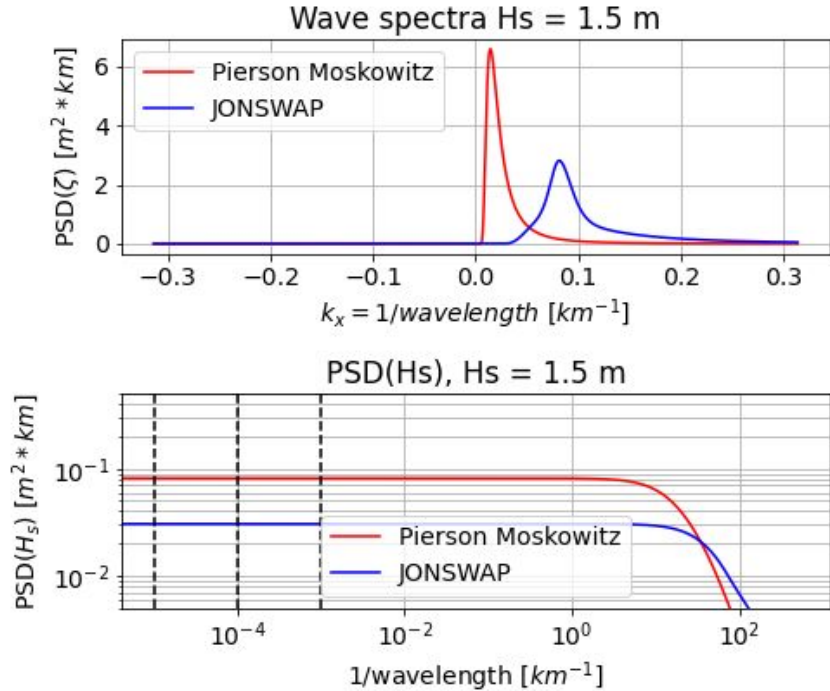 Wave spectra Hs = 1.5 m
PSD(ζ) [m² * km]
6
4
2
0
Pierson Moskowitz
JONSWAP
−0.3 −0.2 −0.1 0.0 0.1 0.2 0.3
k_x = 1/wavelength [km⁻¹]
PSD(Hs), Hs = 1.5 m
PSD(H_s) [m² * km]
10⁻¹
10⁻²
Pierson Moskowitz
JONSWAP
10⁻⁴ 10⁻² 10⁰ 10²
1/wavelength [km⁻¹]